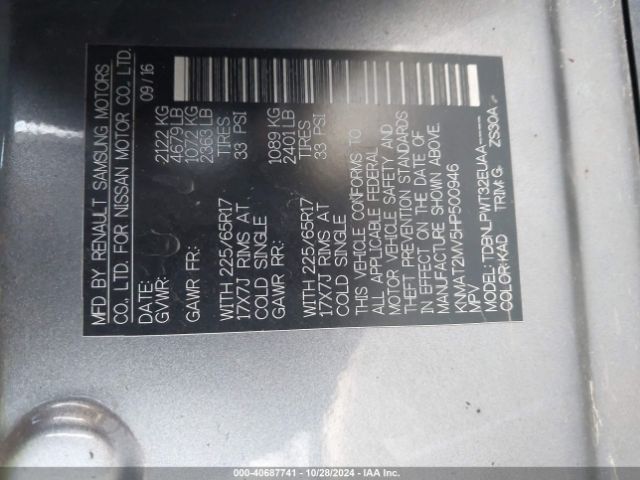 MFD BY RENAULT SAMSUNG MOTORS
CO., LTD. FOR NISSAN MOTOR CO., LTD.
DATE: 09/16
GVWR: 2122 KG
4679 LB
GAWR FR: 1072 KG
2363 LB
WITH 225/65R17 TIRES
17X7J RIMS AT 33 PSI
COLD SINGLE
GAWR RR: 1089 KG
2401 LB
WITH 225/65R17 TIRES
17X7J RIMS AT 33 PSI
COLD SINGLE
THIS VEHICLE CONFORMS TO
ALL APPLICABLE FEDERAL
MOTOR VEHICLE SAFETY AND
THEFT PREVENTION STANDARDS
IN EFFECT ON THE DATE OF
MANUFACTURE SHOWN ABOVE.
KNMAT2MV5HP500946
MPV
MODEL: TDBNLPWT32EUAA-----
COLOR:KAD TRIM:G ZS30A
000-40687741 | 10/28/2024 | IAA Inc.